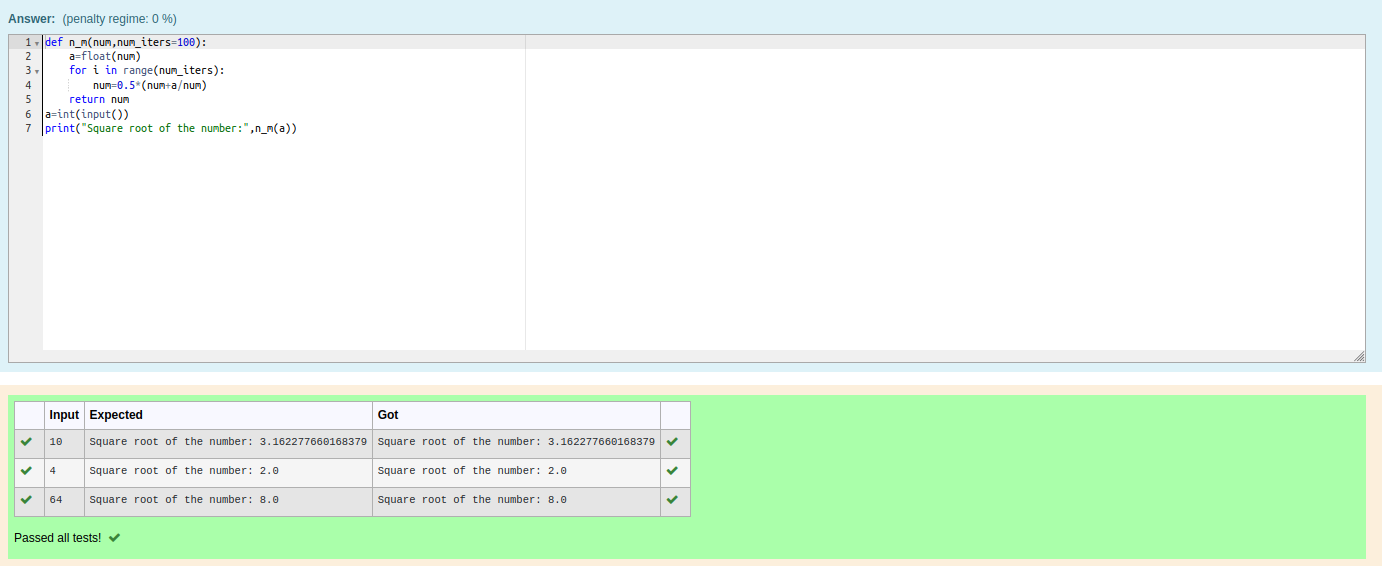 Answer: (penalty regime: 0 %)
1 def n_m(num,num_iters=100):
2     a=float(num)
3     for i in range(num_iters):
4         num=0.5*(num+a/num)
5     return num
6 a=int(input())
7 print("Square root of the number:",n_m(a))
Input Expected Got
10 Square root of the number: 3.162277660168379 Square root of the number: 3.162277660168379
4 Square root of the number: 2.0 Square root of the number: 2.0
64 Square root of the number: 8.0 Square root of the number: 8.0
Passed all tests!